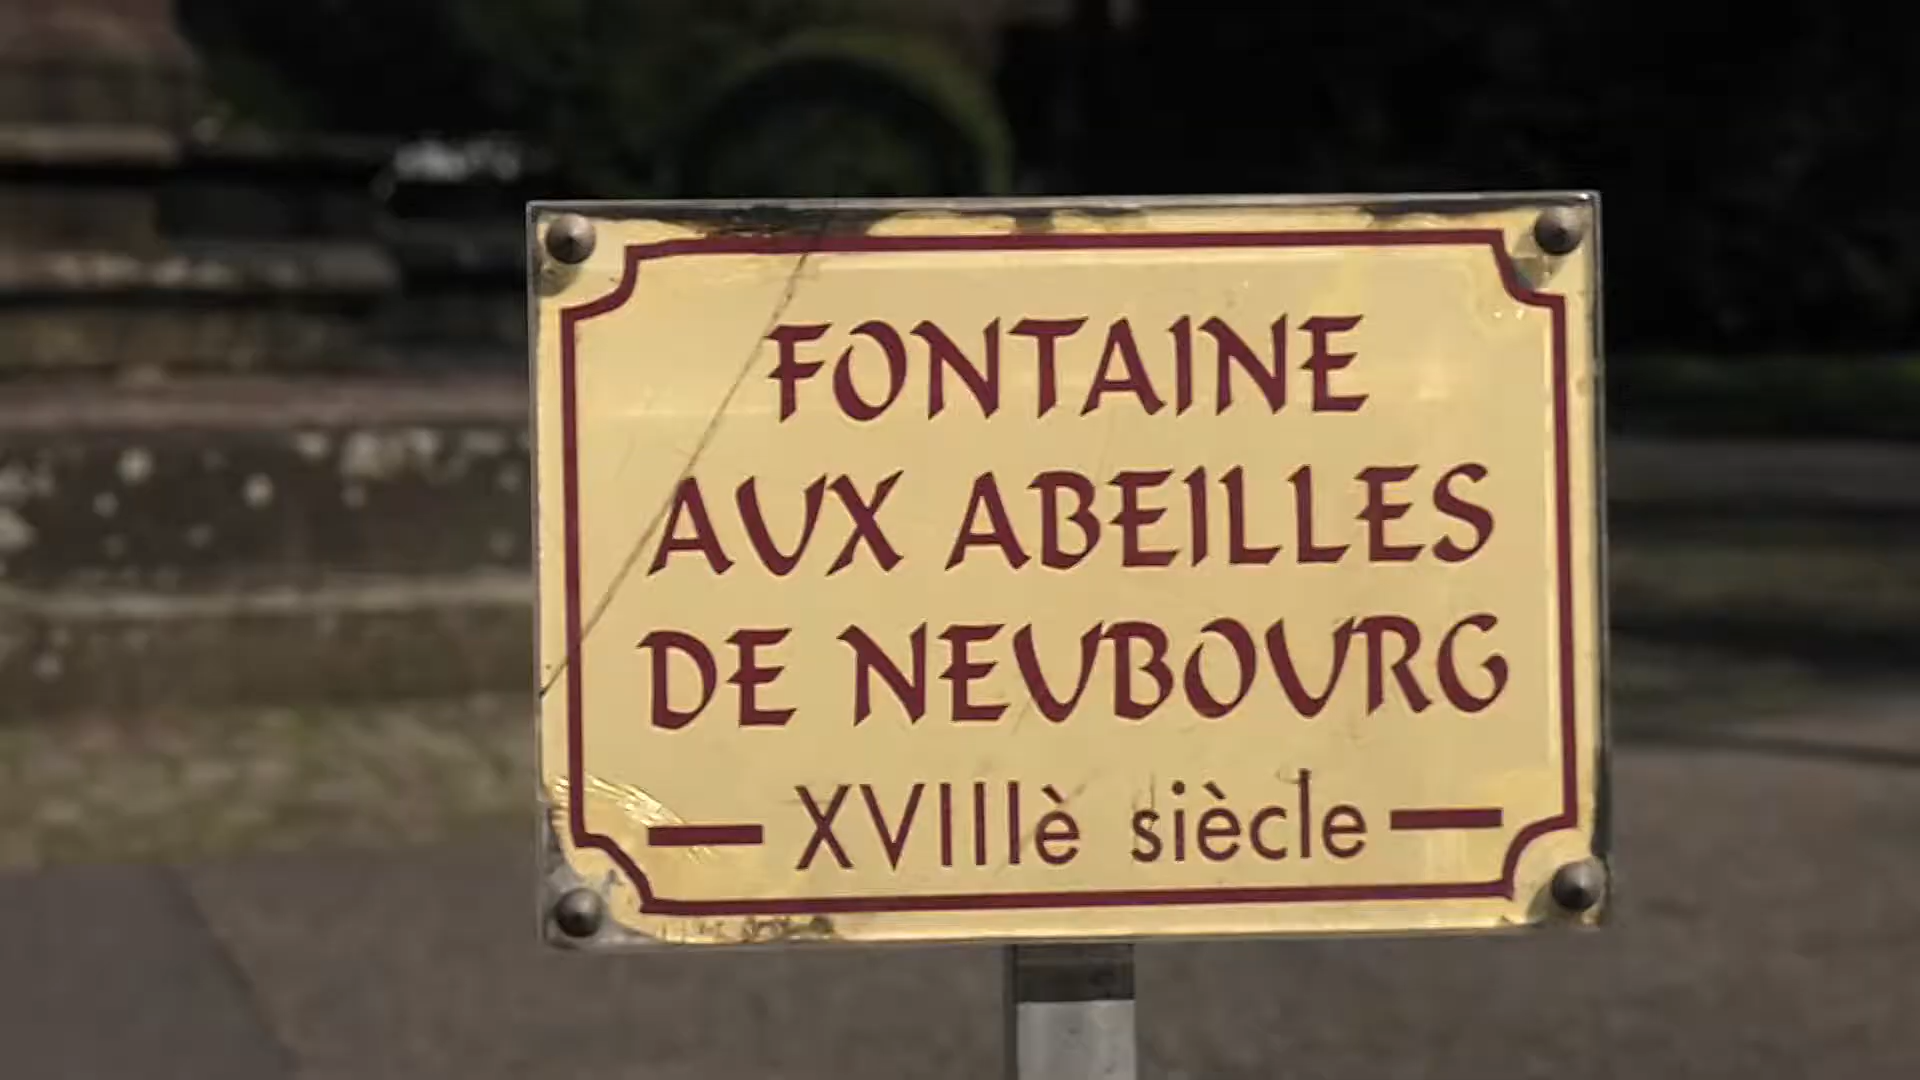 FONTAINE
AUX ABEILLES
DE NEUBOURG
— XVIIIè siècle —